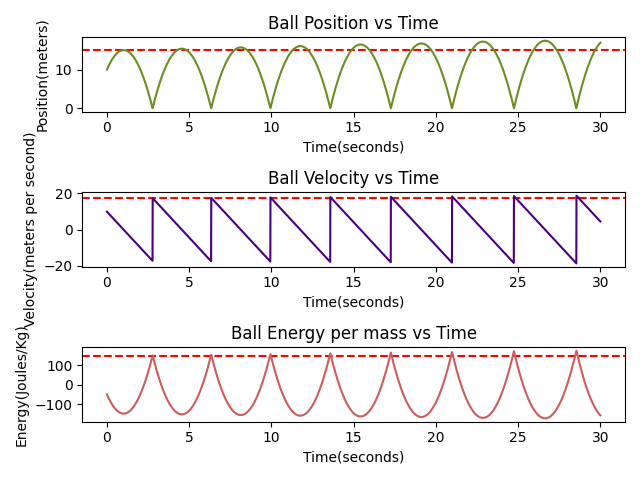 Ball Position vs Time
Position(meters)
10
0
0 5 10 15 20 25 30
Time(seconds)
Ball Velocity vs Time
Velocity(meters per second)
20
0
−20
0 5 10 15 20 25 30
Time(seconds)
Ball Energy per mass vs Time
Energy(Joules/Kg)
100
0
−100
0 5 10 15 20 25 30
Time(seconds)